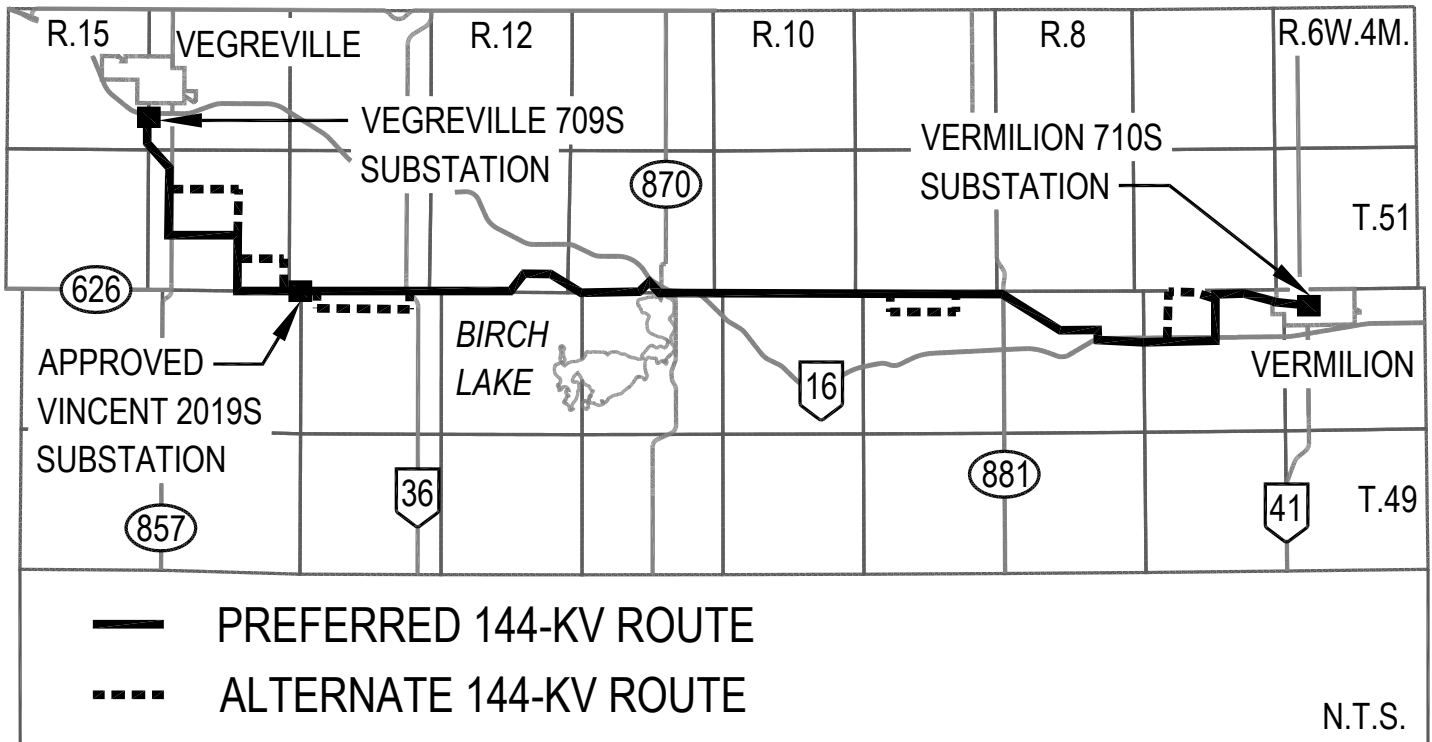 R.15
VEGREVILLE
R.12
R.10
R.8
R.6W.4M.
VEGREVILLE 709S
SUBSTATION
870
VERMILION 710S
SUBSTATION
T.51
626
APPROVED
VINCENT 2019S
SUBSTATION
BIRCH
LAKE
16
VERMILION
36
881
41
T.49
857
PREFERRED 144-KV ROUTE
ALTERNATE 144-KV ROUTE
N.T.S.